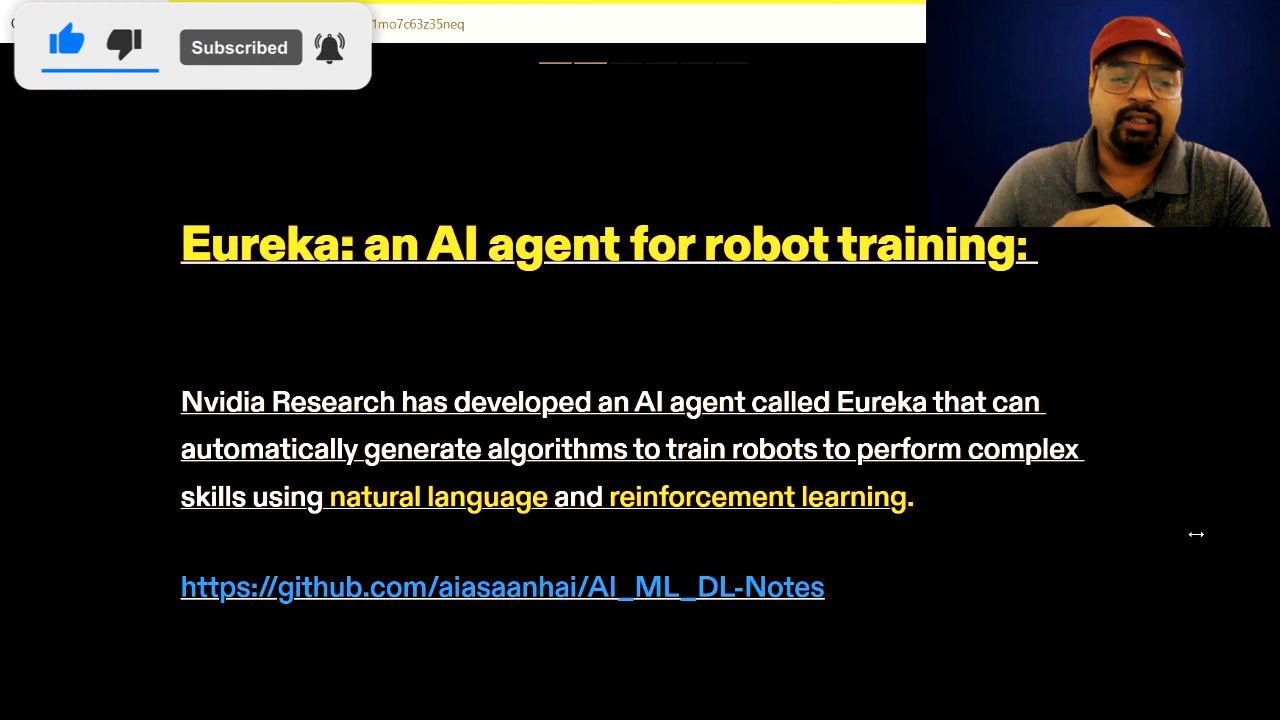 Subscribed
1mo7c63z35neq
Eureka: an AI agent for robot training:
Nvidia Research has developed an AI agent called Eureka that can
automatically generate algorithms to train robots to perform complex
skills using natural language and reinforcement learning.
https://github.com/aiasaanhai/AI_ML_DL-Notes